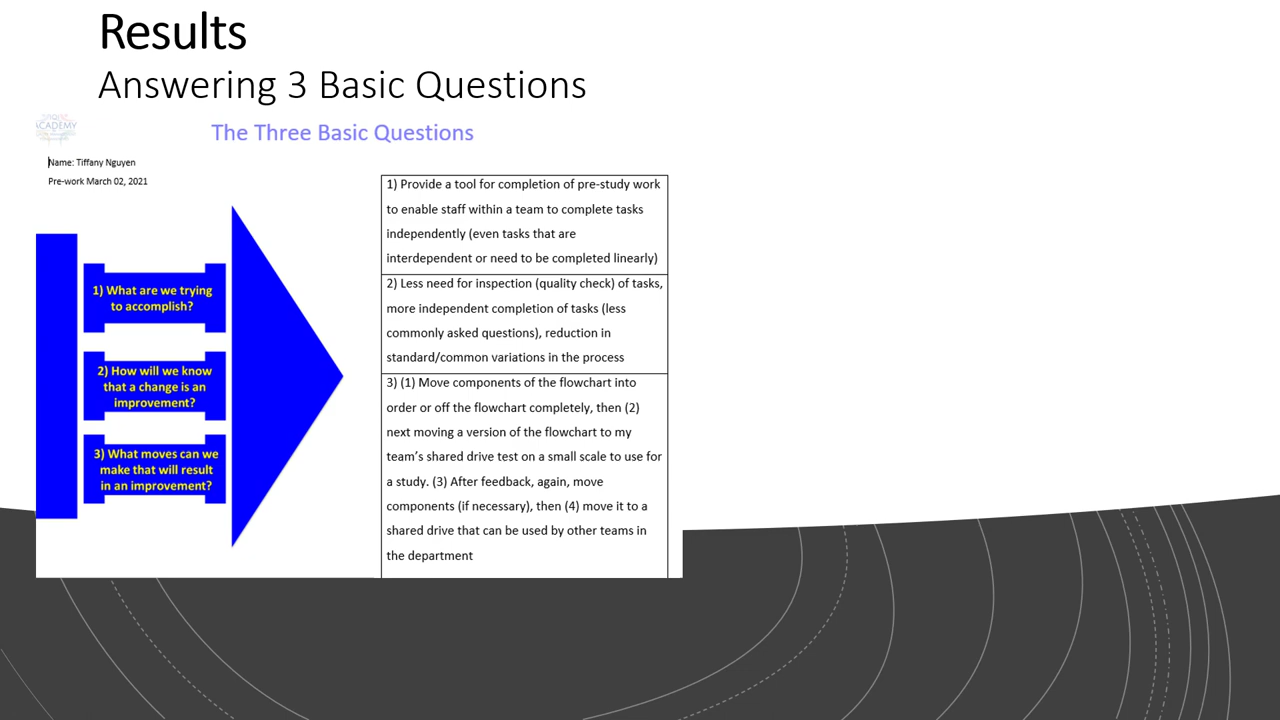 Results
Answering 3 Basic Questions
ACADEMY
The Three Basic Questions
Name: Tiffany Nguyen
Pre-work March 02, 2021
1) What are we trying
to accomplish?
2) How will we know
that a change is an
improvement?
3) What moves can we
make that will result
in an improvement?
1) Provide a tool for completion of pre-study work
to enable staff within a team to complete tasks
independently (even tasks that are
interdependent or need to be completed linearly)
2) Less need for inspection (quality check) of tasks,
more independent completion of tasks (less
commonly asked questions), reduction in
standard/common variations in the process
3) (1) Move components of the flowchart into
order or off the flowchart completely, then (2)
next moving a version of the flowchart to my
team’s shared drive test on a small scale to use for
a study. (3) After feedback, again, move
components (if necessary), then (4) move it to a
shared drive that can be used by other teams in
the department